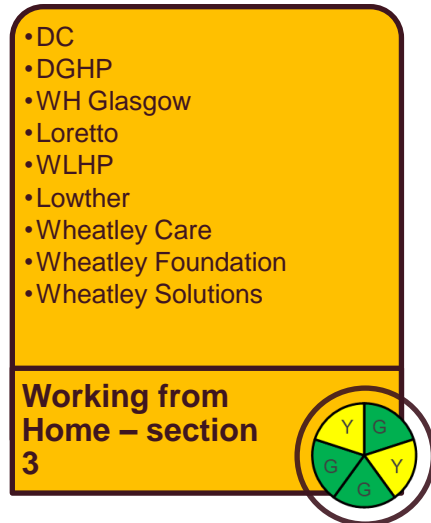 •DC
•DGHP
•WH Glasgow
•Loretto
•WLHP
•Lowther
•Wheatley Care
•Wheatley Foundation
•Wheatley Solutions
Working from
Home – section
3
Y G
G Y
G